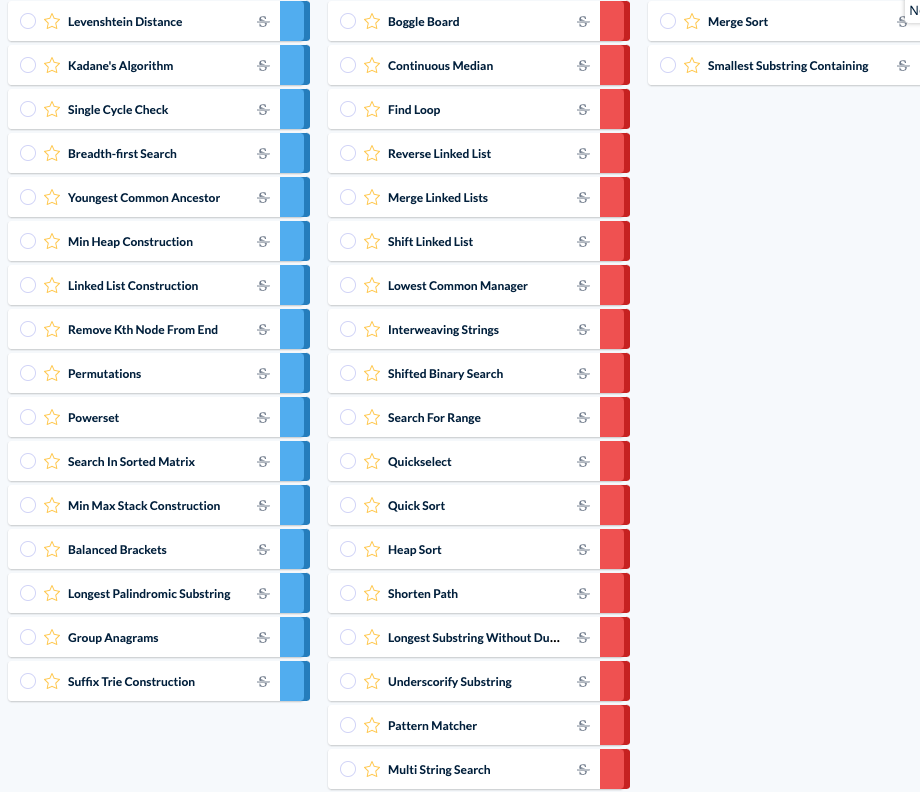 Levenshtein Distance S
Kadane's Algorithm S
Single Cycle Check S
Breadth-first Search S
Youngest Common Ancestor S
Min Heap Construction S
Linked List Construction S
Remove Kth Node From End S
Permutations S
Powerset S
Search In Sorted Matrix S
Min Max Stack Construction S
Balanced Brackets S
Longest Palindromic Substring S
Group Anagrams S
Suffix Trie Construction S
Boggle Board S
Continuous Median S
Find Loop S
Reverse Linked List S
Merge Linked Lists S
Shift Linked List S
Lowest Common Manager S
Interweaving Strings S
Shifted Binary Search S
Search For Range S
Quickselect S
Quick Sort S
Heap Sort S
Shorten Path S
Longest Substring Without Du... S
Underscorify Substring S
Pattern Matcher S
Multi String Search S
Merge Sort S
Smallest Substring Containing S